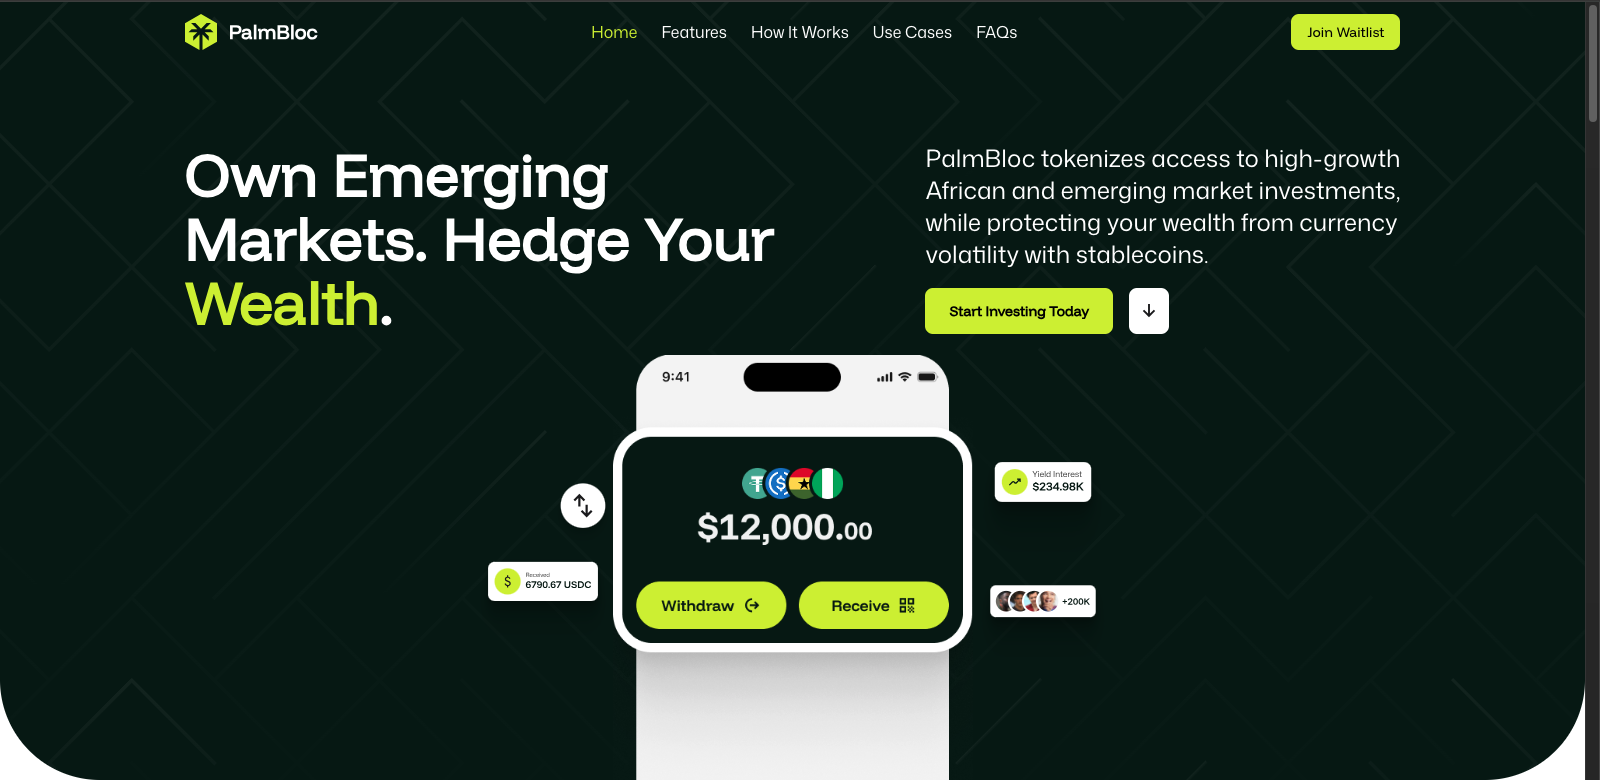 PalmBloc
Home
Features
How It Works
Use Cases
FAQs
Join Waitlist
Own Emerging
Markets. Hedge Your
Wealth.
PalmBloc tokenizes access to high-growth
African and emerging market investments,
while protecting your wealth from currency
volatility with stablecoins.
Start Investing Today
9:41
$12,000.00
Withdraw
Receive
Received
6790.67 USDC
Yield Interest
$234.98K
+200K